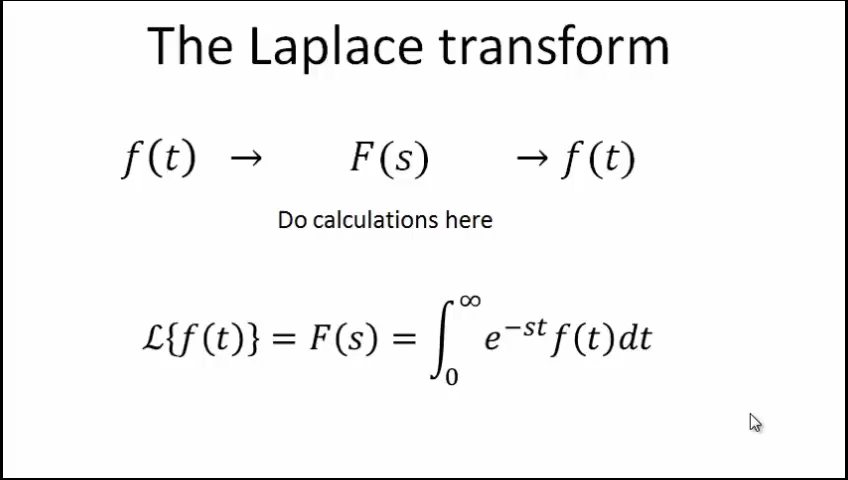 The Laplace transform
f(t) → F(s) → f(t)
Do calculations here
ℒ{f(t)} = F(s) = ∫₀^∞ e^{-st} f(t)dt